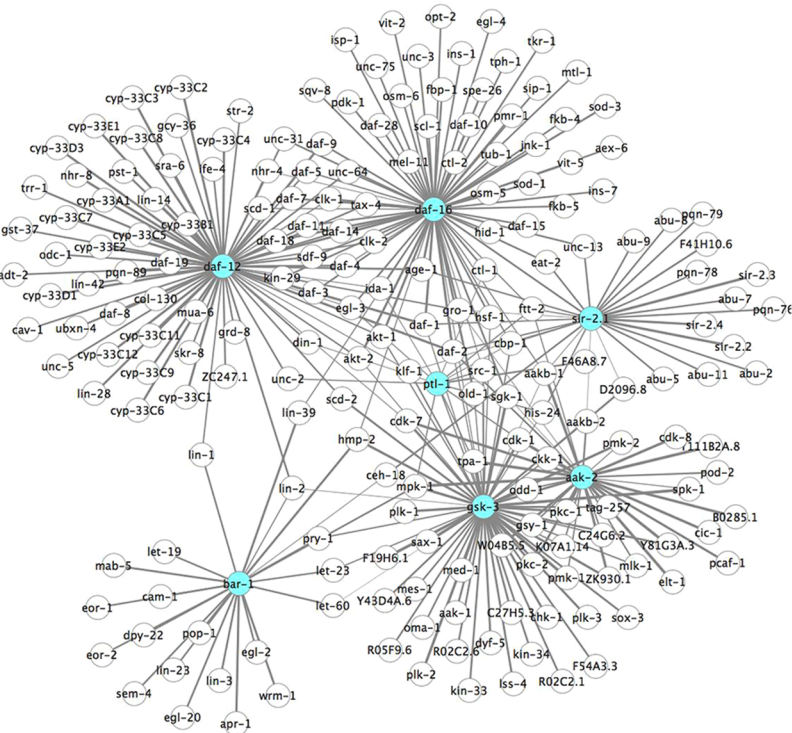 opt-2
vit-2
egl-4
isp-1
tkr-1
unc-3
ins-1
tph-1
unc-75
mtl-1
cyp-33C2
sqv-8
osm-6
fbp-1
spe-26
sip-1
cyp-33C3
pdk-1
sod-3
str-2
pmr-1
fkb-4
cyp-33E1
gcy-36
daf-28
scl-1
daf-10
cyp-33C8
cyp-33C4
unc-31
daf-9
jnk-1
aex-6
cyp-33D3
tub-1
mel-11
ctl-2
vit-5
nhr-8
pst-1
sra-6
lfe-4
nhr-4
daf-5
unc-64
trr-1
sod-1
ins-7
osm-5
cyp-33A1
lin-14
daf-7
clk-1
tax-4
scd-1
daf-16
fkb-5
abu-8
pqn-79
cyp-33C7
cyp-33B1
daf-11
daf-14
daf-15
gst-37
cyp-33C5
daf-18
clk-2
hid-1
unc-13
abu-9
F41H10.6
odc-1
cyp-33E2
sdf-9
daf-19
daf-12
daf-4
age-1
ctl-1
eat-2
adt-2
pqn-89
kin-29
pqn-78
sir-2.3
lin-42
ida-1
cyp-33D1
col-130
daf-3
abu-7
daf-8
mua-6
egl-3
gro-1
hsf-1
ftt-2
sir-2.1
pqn-76
cav-1
ubxn-4
grd-8
daf-1
sir-2.4
cyp-33C11
din-1
akt-1
cbp-1
sir-2.2
cyp-33C12
skr-8
akt-2
daf-2
F46A8.7
unc-5
cyp-33C9
ZC247.1
unc-2
klf-1
src-1
aakb-1
abu-5
abu-11
abu-2
ptl-1
D2096.8
lin-28
cyp-33C1
scd-2
old-1
sgk-1
cyp-33C6
lin-39
his-24
cdk-7
aakb-2
hmp-2
cdk-1
pmk-2
cdk-8
Y111B2A.8
lin-1
tpa-1
ckk-1
ceh-18
aak-2
pod-2
lin-2
mpk-1
odd-1
spk-1
gsk-3
plk-1
pkc-1
tag-257
B0285.1
gsy-1
C24G6.2
cic-1
pry-1
sax-1
W04B5.5
K07A1.14
Y81G3A.3
let-19
F19H6.1
pcaf-1
mab-5
let-23
med-1
pkc-2
mlk-1
bar-1
pmk-1
ZK930.1
elt-1
cam-1
mes-1
eor-1
let-60
Y43D4A.6
aak-1
C27H5.3
chk-1
plk-3
sox-3
dpy-22
pop-1
oma-1
eor-2
egl-2
R05F9.6
R02C2.6
dyf-5
kin-34
lin-23
F54A3.3
lin-3
plk-2
lss-4
R02C2.1
sem-4
wrm-1
kin-33
egl-20
apr-1